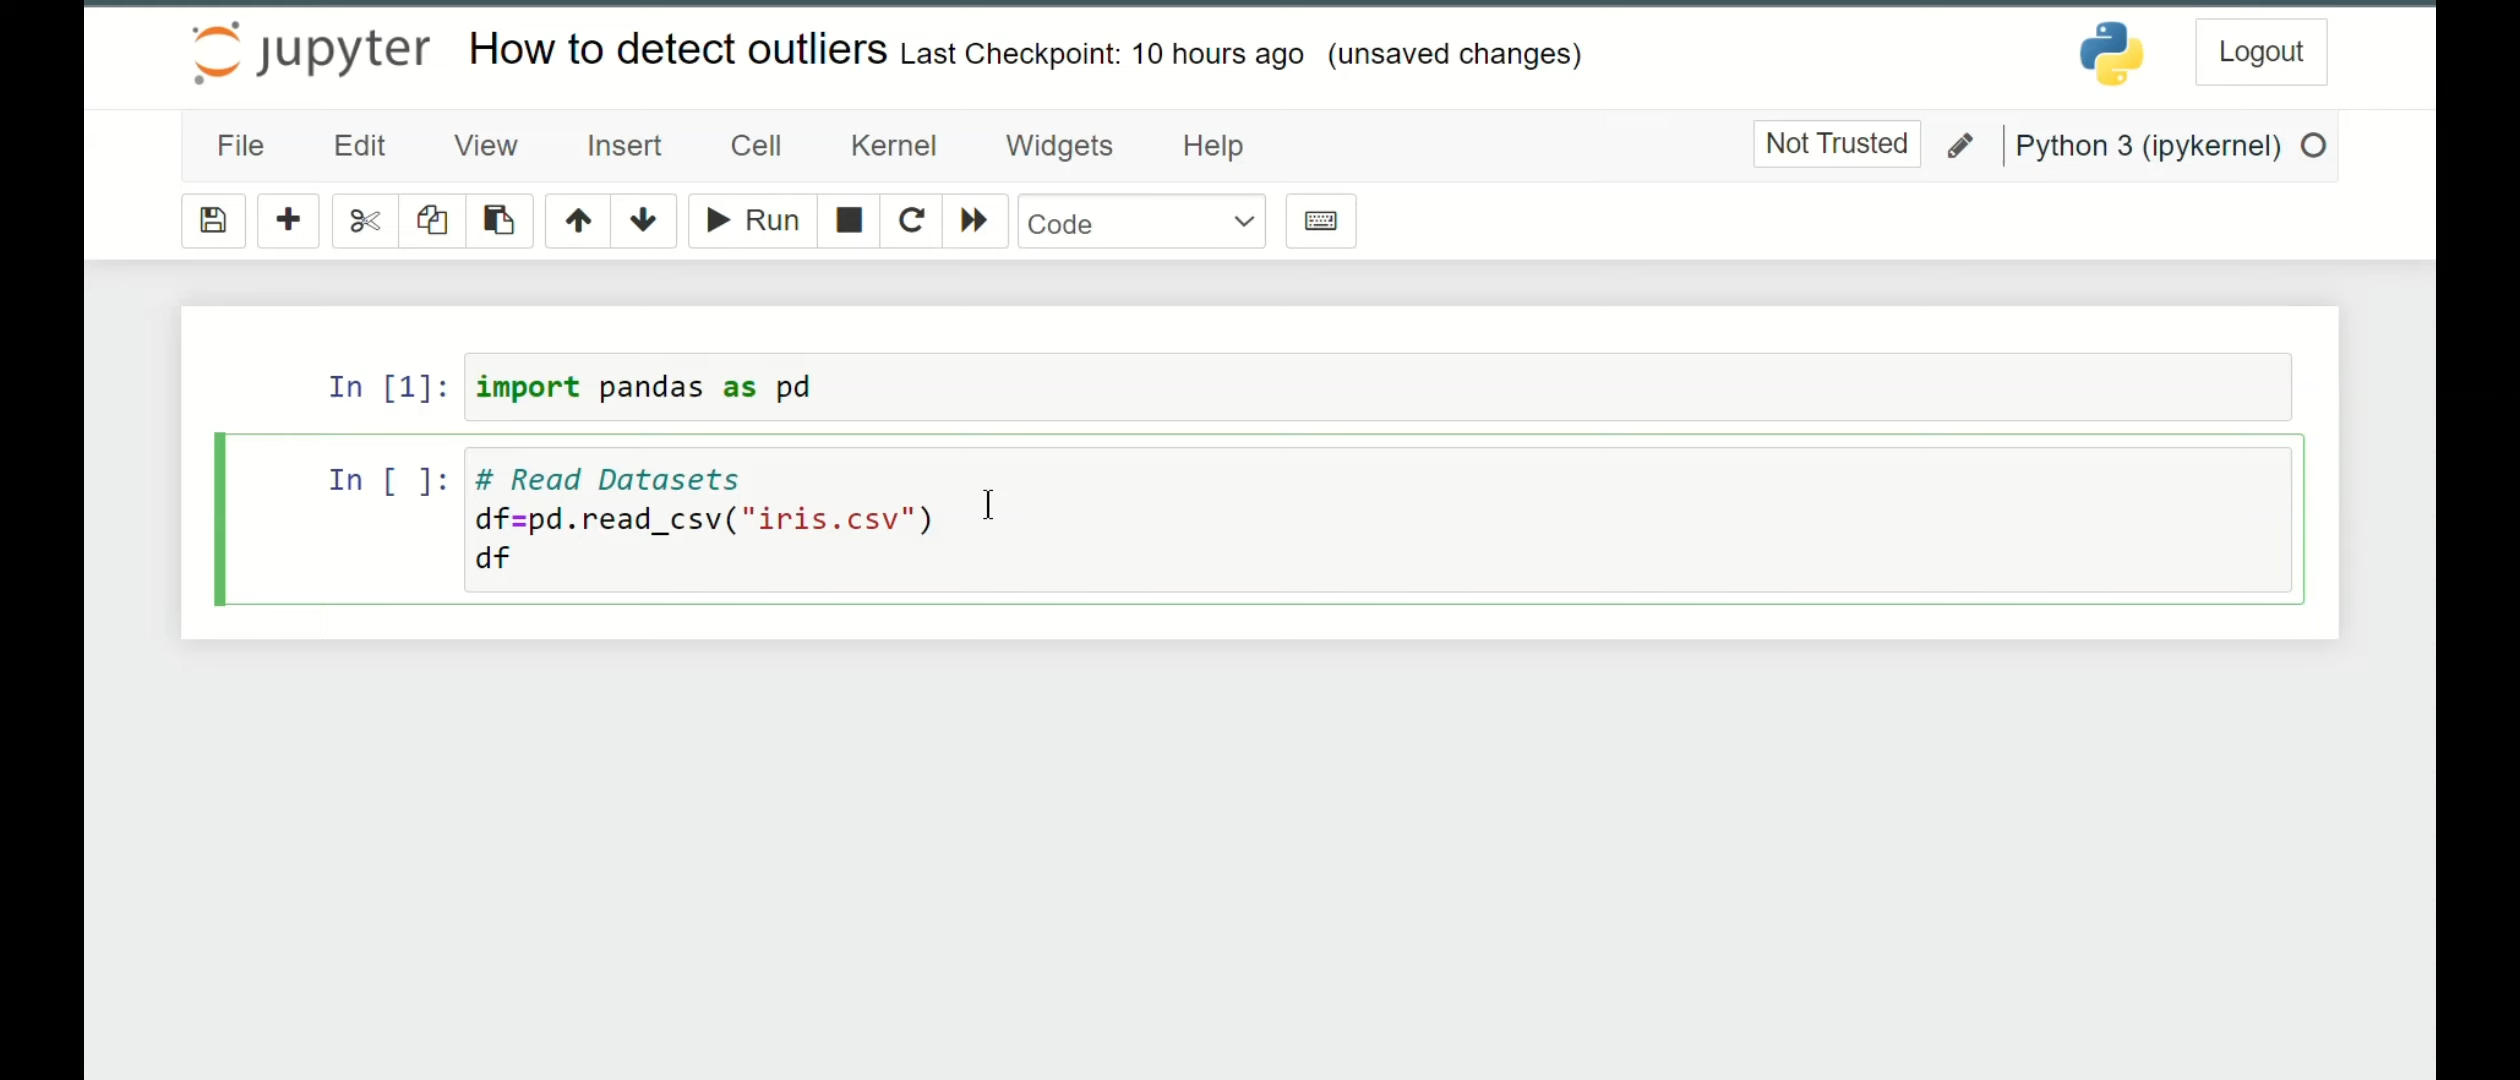 jupyter How to detect outliers Last Checkpoint: 10 hours ago (unsaved changes) Logout
File Edit View Insert Cell Kernel Widgets Help Not Trusted Python 3 (ipykernel)
Run Code
In [1]: import pandas as pd
In [ ]: # Read Datasets
df=pd.read_csv("iris.csv")
df